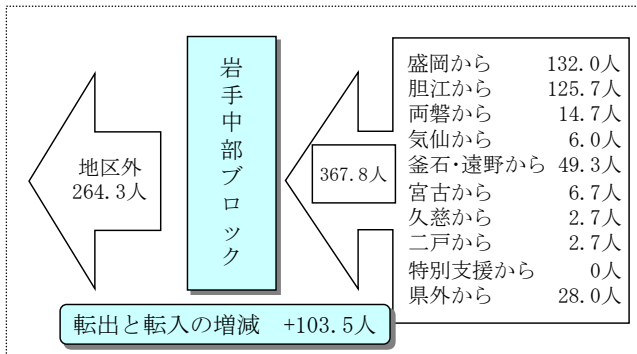 地区外
264.3人
岩手中部ブロック
367.8人
盛岡から 132.0人
胆江から 125.7人
両磐から 14.7人
気仙から 6.0人
釜石・遠野から 49.3人
宮古から 6.7人
久慈から 2.7人
二戸から 2.7人
特別支援から 0人
県外から 28.0人
転出と転入の増減 +103.5人